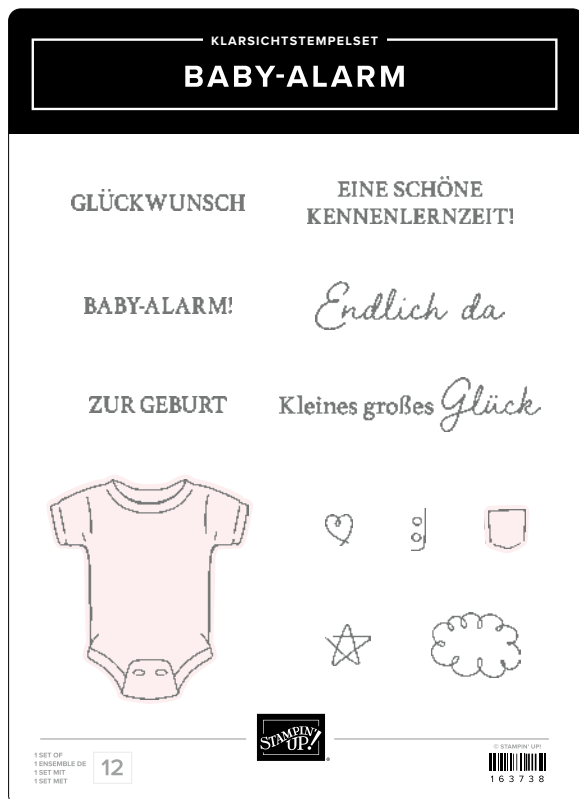 KLARSICHTSTEMPELSET
BABY-ALARM
GLÜCKWUNSCH
EINE SCHÖNE
KENNENLERNZEIT!
BABY-ALARM!
Endlich da
ZUR GEBURT
Kleines großes Glück
STAMPIN'
UP!®
1 SET OF
1 ENSEMBLE DE
1 SET MIT
1 SET MET
12
© STAMPIN' UP!
163738